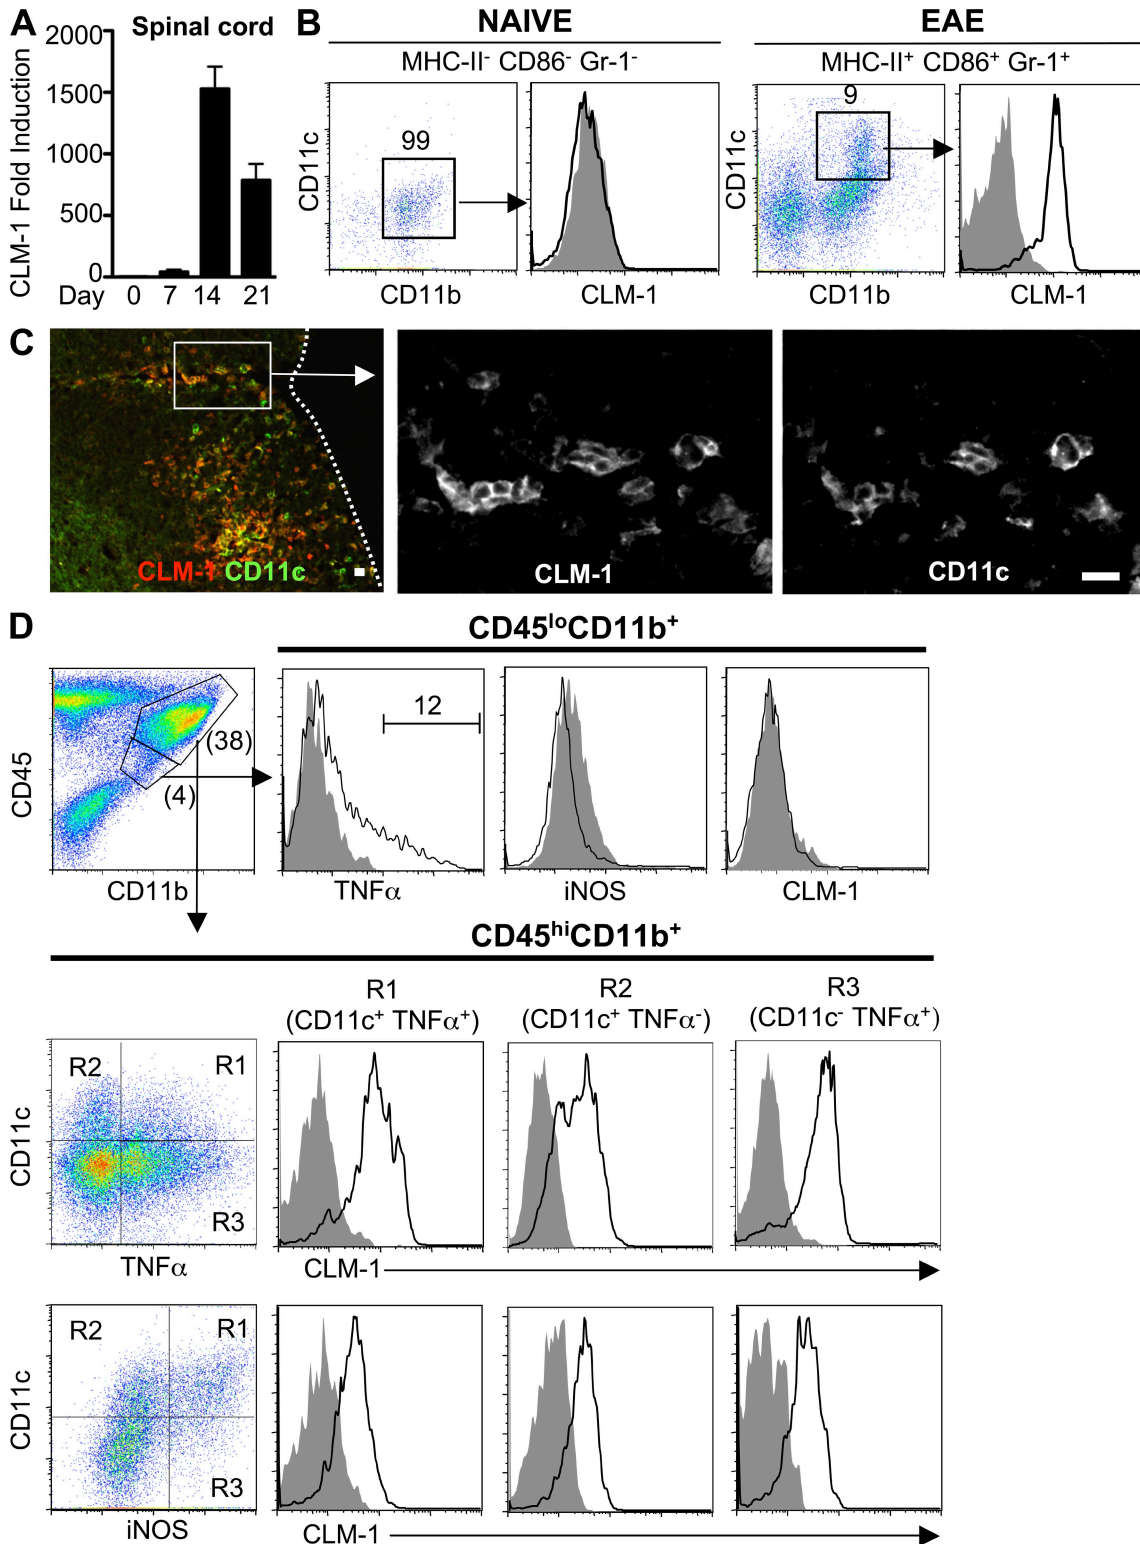 A
Spinal cord
CLM-1 Fold Induction
2000
1500
1000
500
0
Day 0 7 14 21
B
NAIVE
MHC-II⁻ CD86⁻ Gr-1⁻
99
CD11c
CD11b
CLM-1
EAE
MHC-II⁺ CD86⁺ Gr-1⁺
9
CD11c
CD11b
CLM-1
C
CLM-1 CD11c
CLM-1
CD11c
D
CD45ˡᵒCD11b⁺
CD45
(38)
(4)
CD11b
12
TNFα
iNOS
CLM-1
CD45ʰⁱCD11b⁺
R1
(CD11c⁺ TNFα⁺)
R2
(CD11c⁺ TNFα⁻)
R3
(CD11c⁻ TNFα⁺)
CD11c
R2 R1
R3
TNFα
CLM-1
CD11c
R2 R1
R3
iNOS
CLM-1